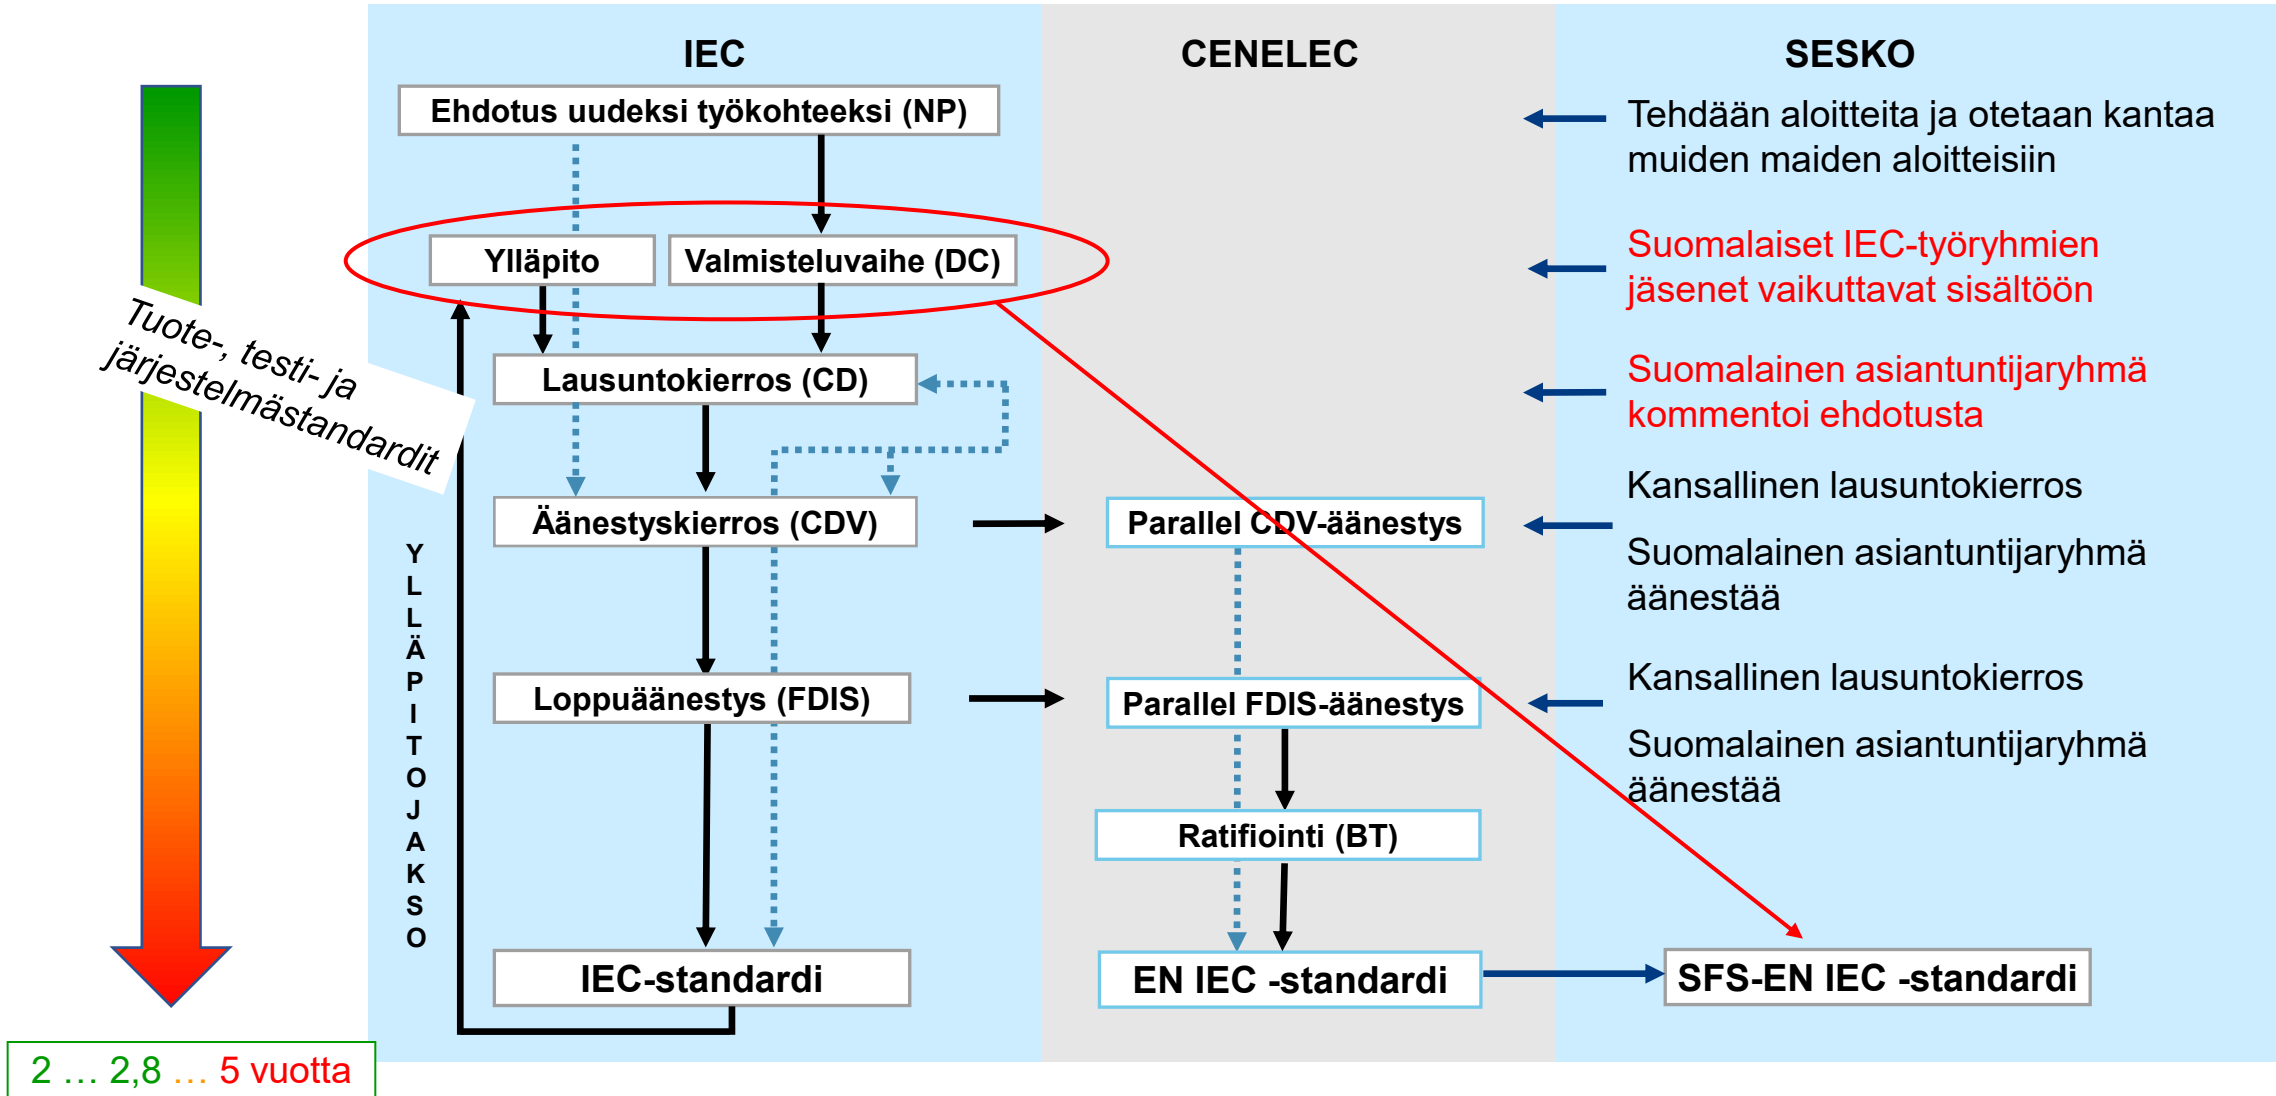 IEC
CENELEC
SESKO
Ehdotus uudeksi työkohteeksi (NP)
Tehdään aloitteita ja otetaan kantaa
muiden maiden aloitteisiin
Ylläpito
Valmisteluvaihe (DC)
Suomalaiset IEC-työryhmien
jäsenet vaikuttavat sisältöön
Tuote-, testi- ja
järjestelmästandardit
Lausuntokierros (CD)
Suomalainen asiantuntijaryhmä
kommentoi ehdotusta
Äänestyskierros (CDV)
Parallel CDV-äänestys
Kansallinen lausuntokierros
Suomalainen asiantuntijaryhmä
äänestää
YLLÄPITOJAKSO
Loppuäänestys (FDIS)
Parallel FDIS-äänestys
Kansallinen lausuntokierros
Suomalainen asiantuntijaryhmä
äänestää
Ratifiointi (BT)
IEC-standardi
EN IEC -standardi
SFS-EN IEC -standardi
2 … 2,8 … 5 vuotta